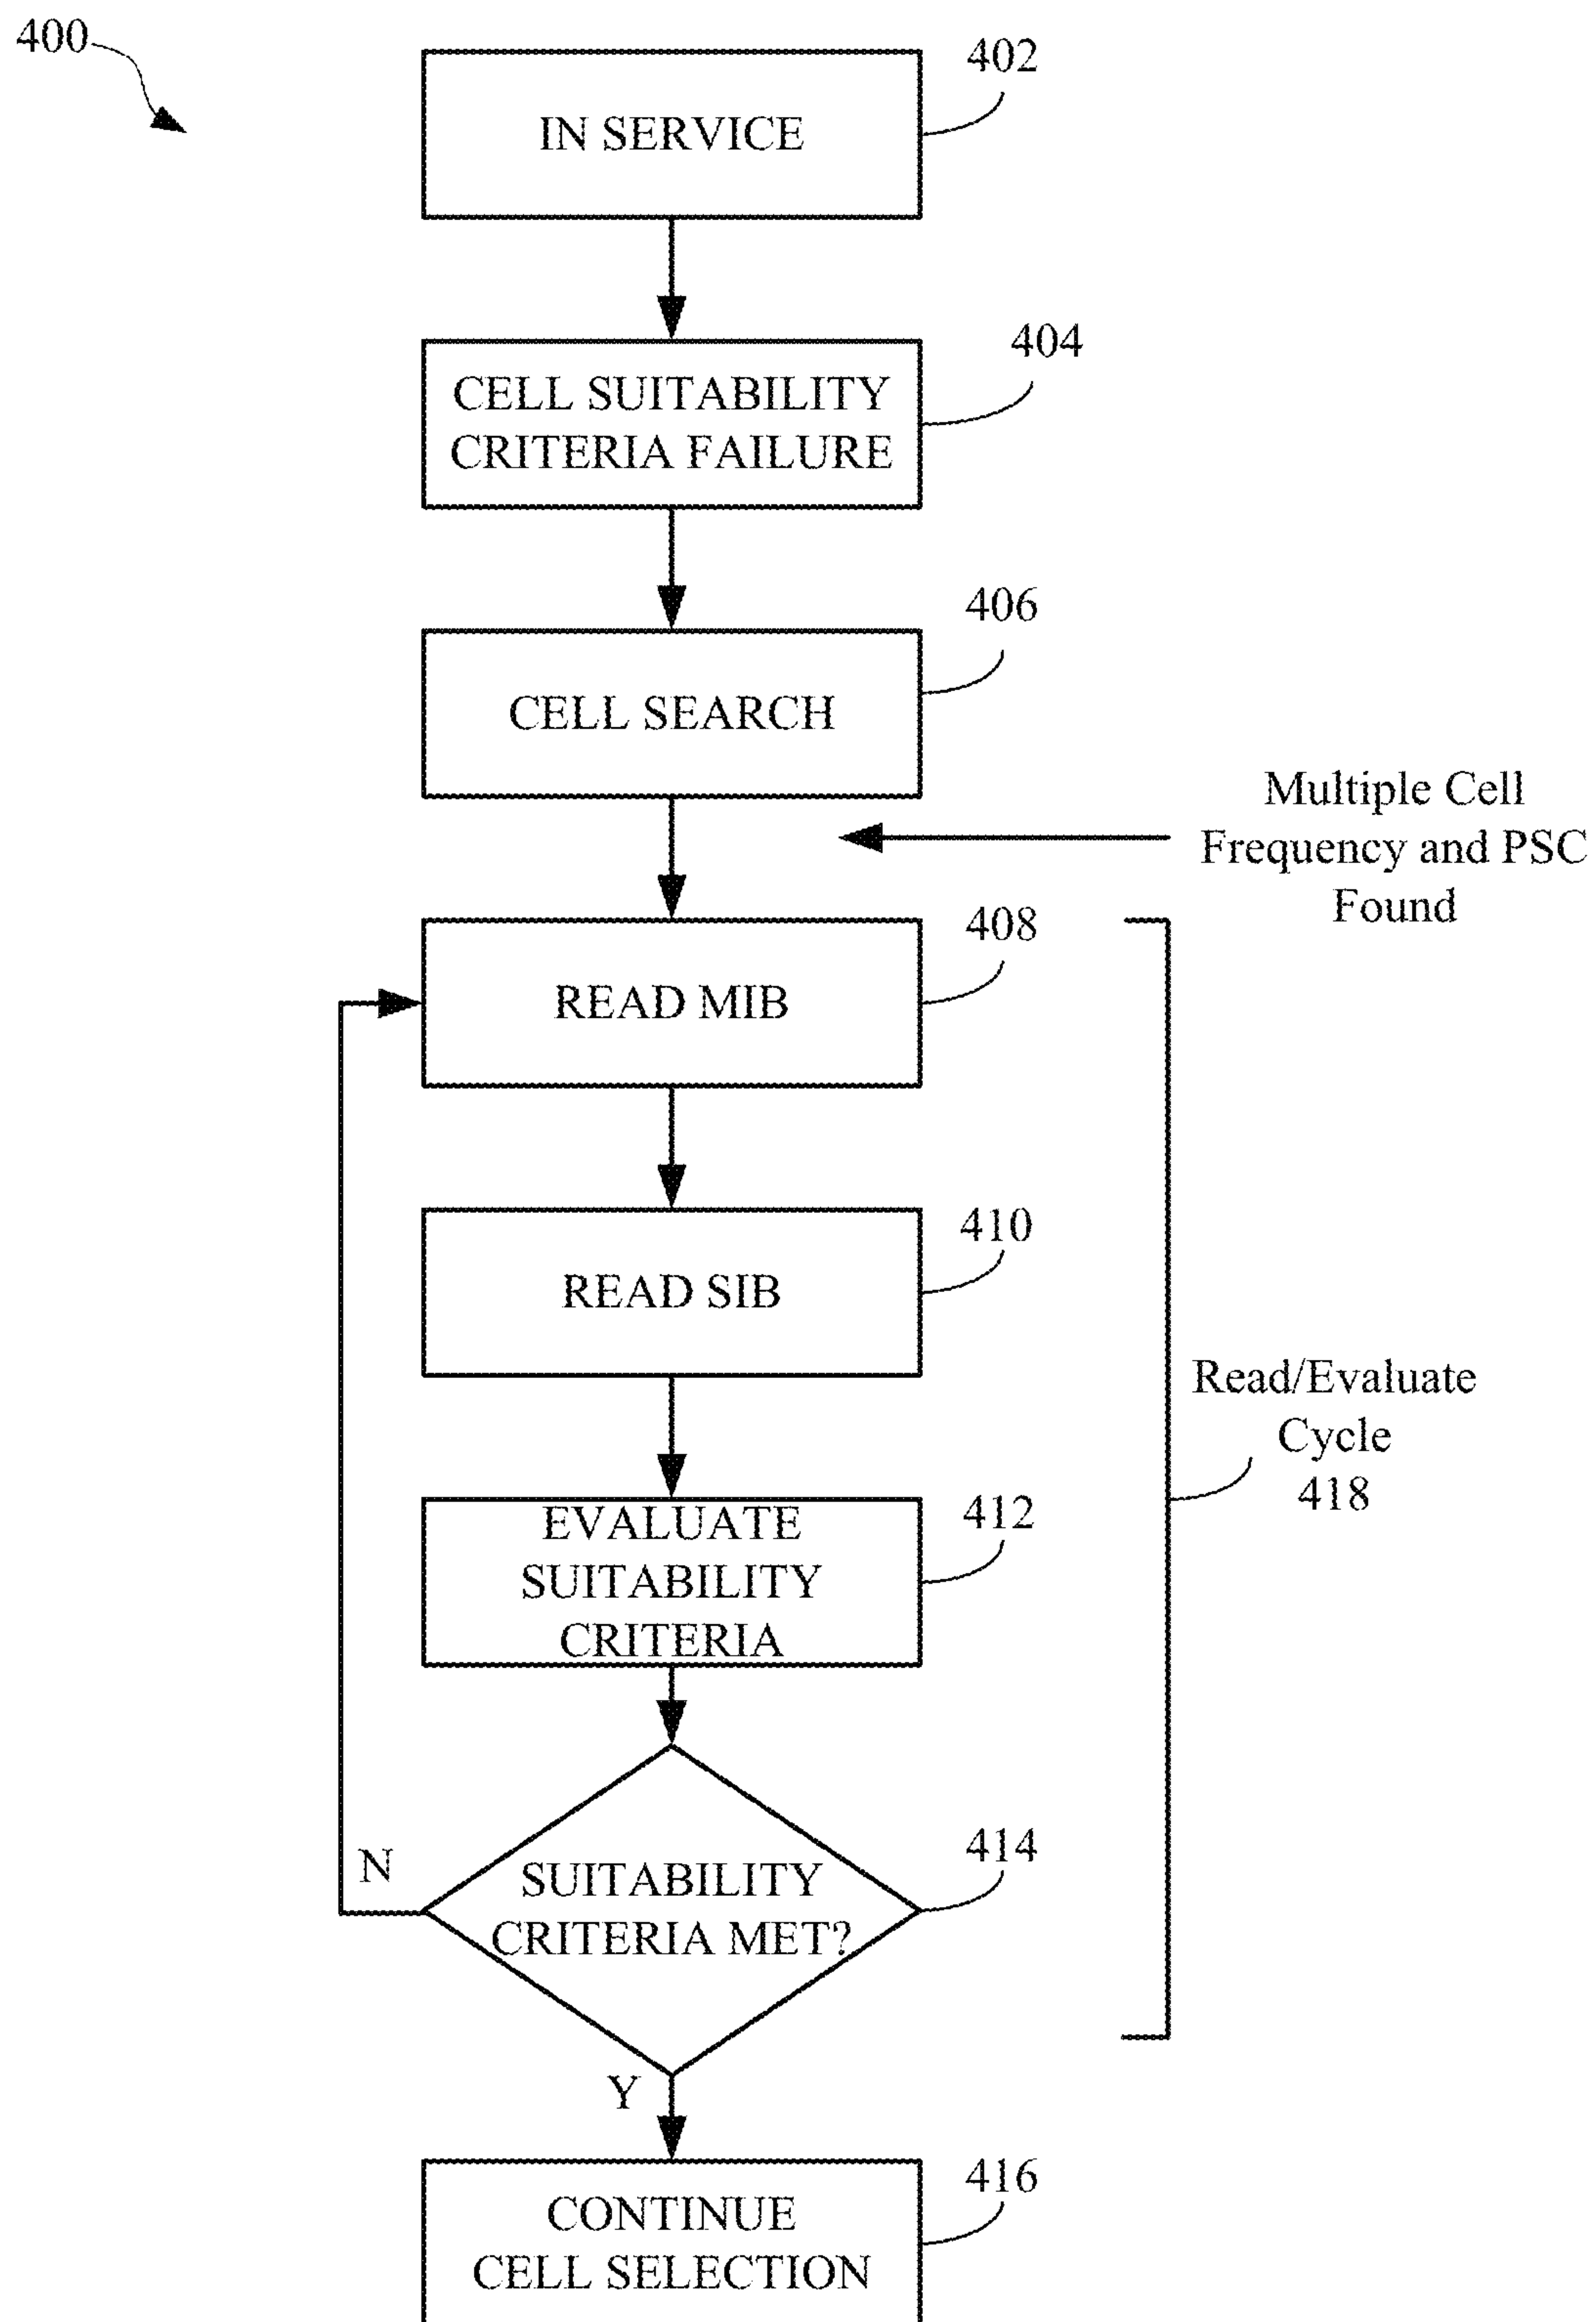 400
402
IN SERVICE
404
CELL SUITABILITY
CRITERIA FAILURE
406
CELL SEARCH
Multiple Cell
Frequency and PSC
Found
408
READ MIB
410
READ SIB
Read/Evaluate
Cycle
418
412
EVALUATE
SUITABILITY
CRITERIA
414
N
SUITABILITY
CRITERIA MET?
Y
416
CONTINUE
CELL SELECTION